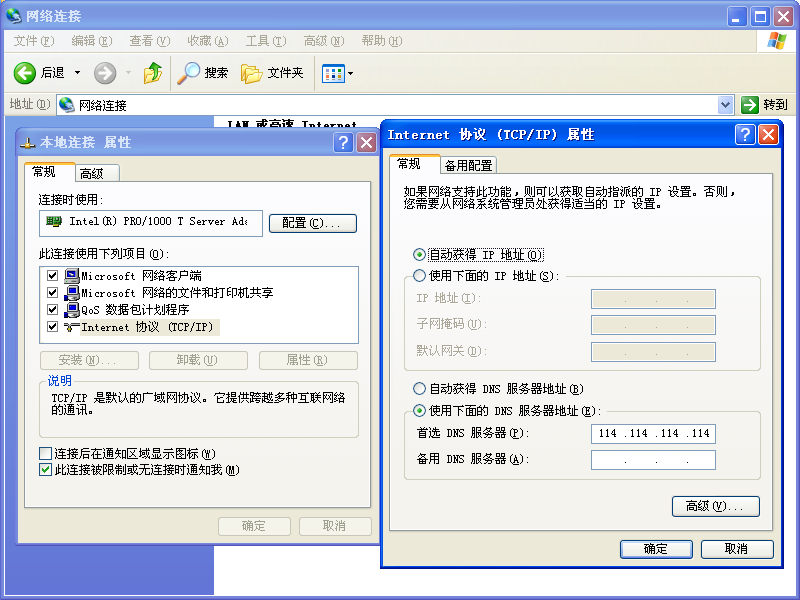 网络连接
文件(F) 编辑(E) 查看(V) 收藏(A) 工具(T) 高级(N) 帮助(H)
后退 搜索 文件夹
地址(D) 网络连接 转到
LAN 或高速 Internet
本地连接 属性
常规 高级
连接时使用:
Intel(R) PRO/1000 T Server Ada
配置(C)...
此连接使用下列项目(O):
Microsoft 网络客户端
Microsoft 网络的文件和打印机共享
QoS 数据包计划程序
Internet 协议 (TCP/IP)
安装(N)... 卸载(U) 属性(R)
说明
TCP/IP 是默认的广域网协议。它提供跨越多种互联网络
的通讯。
连接后在通知区域显示图标(W)
此连接被限制或无连接时通知我(M)
确定 取消
Internet 协议 (TCP/IP) 属性
常规 备用配置
如果网络支持此功能，则可以获取自动指派的 IP 设置。否则，
您需要从网络系统管理员处获得适当的 IP 设置。
自动获得 IP 地址(O)
使用下面的 IP 地址(S):
IP 地址(I):
子网掩码(U):
默认网关(D):
自动获得 DNS 服务器地址(B)
使用下面的 DNS 服务器地址(E):
首选 DNS 服务器(P): 114 .114 .114 .114
备用 DNS 服务器(A):
高级(V)...
确定 取消